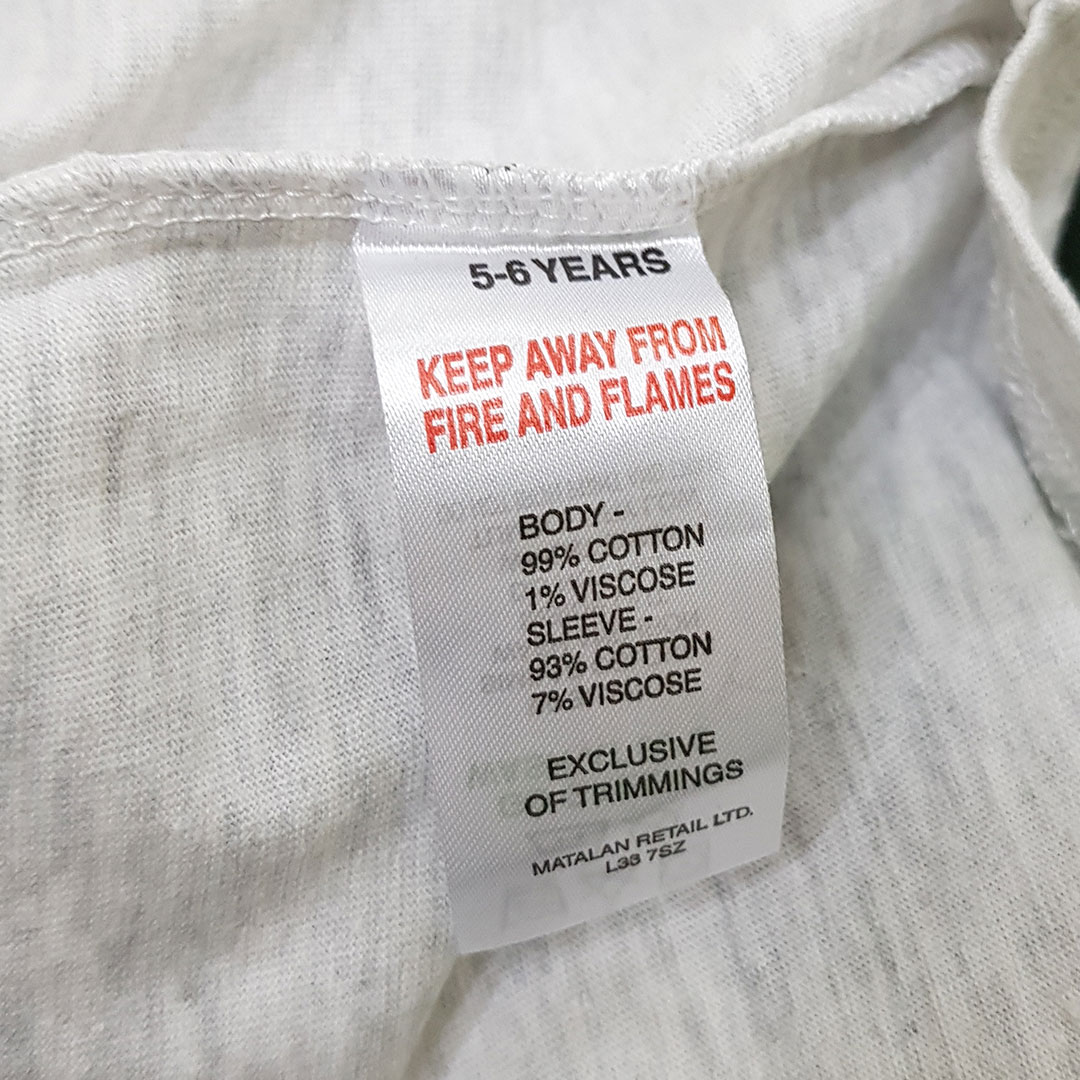 5-6 YEARS
KEEP AWAY FROM
FIRE AND FLAMES
BODY -
99% COTTON
1% VISCOSE
SLEEVE -
93% COTTON
7% VISCOSE
EXCLUSIVE
OF TRIMMINGS
MATALAN RETAIL LTD.
L33 7SZ